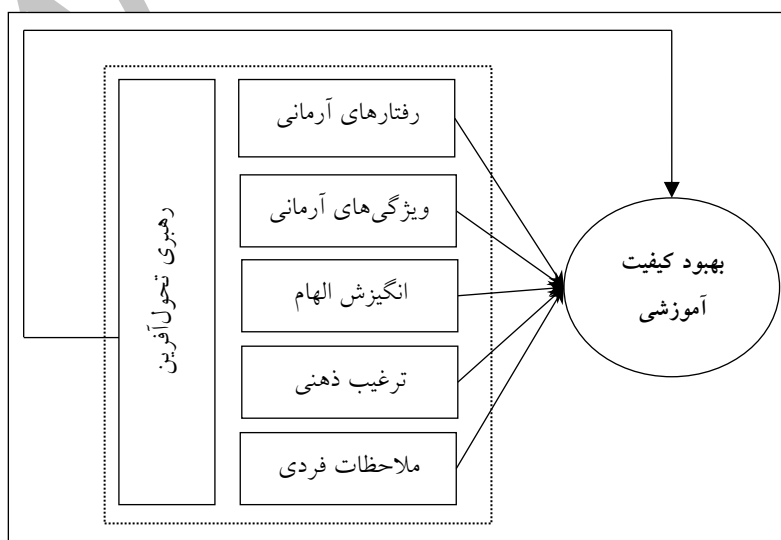 رفتارهای آرمانی
ویژگی‌های آرمانی
انگیزش الهام
ترغیب ذهنی
ملاحظات فردی
رهبری تحول‌آفرین
بهبود کیفیت
آموزشی